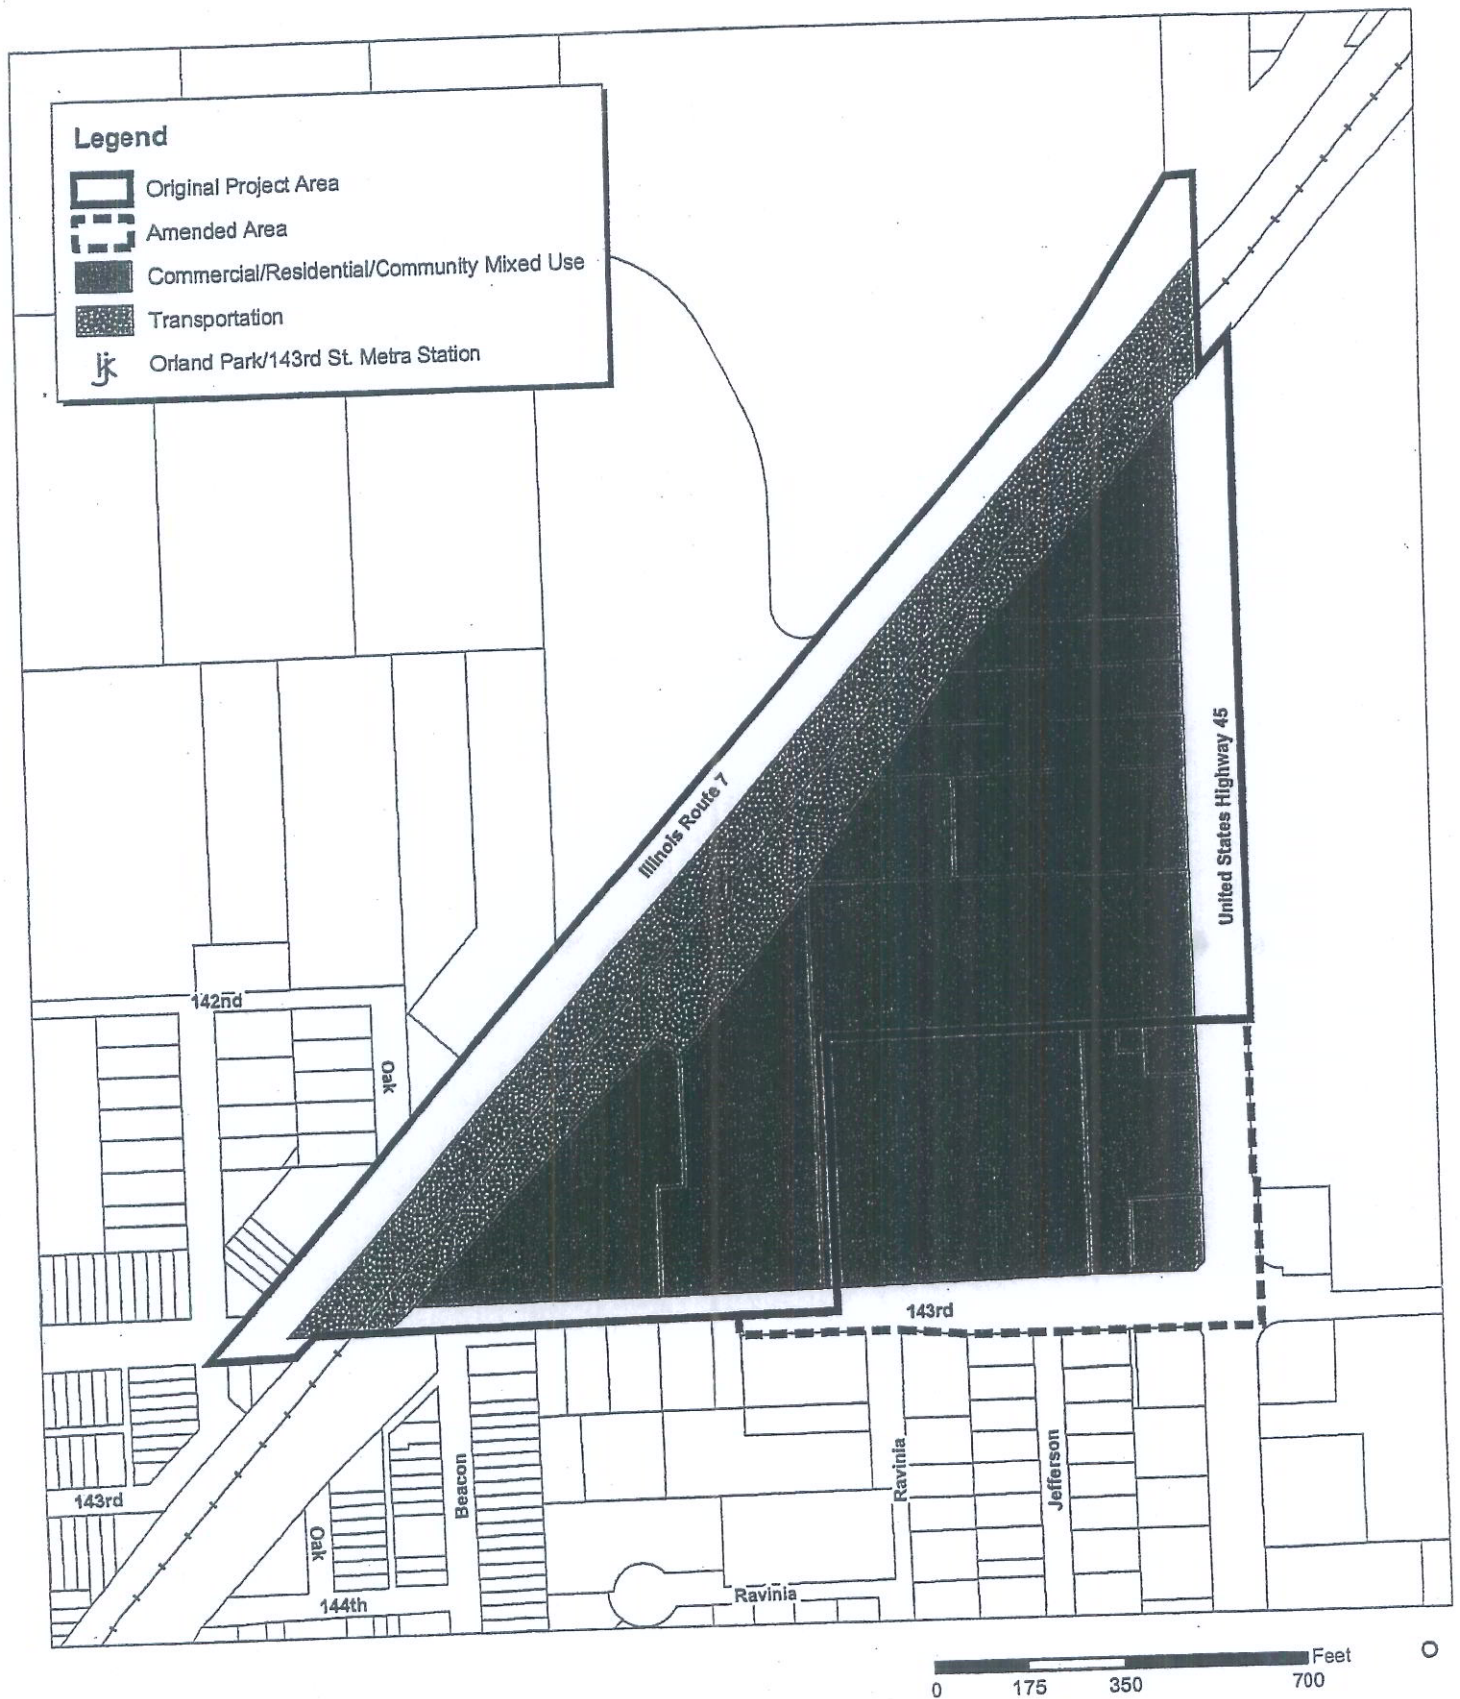 Legend
Original Project Area
Amended Area
Commercial/Residential/Community Mixed Use
Transportation
Orland Park/143rd St. Metra Station
Illinois Route 7
United States Highway 45
142nd
Oak
143rd
143rd
Beacon
Ravinia
Jefferson
Oak
144th
Ravinia
Feet
0 175 350 700